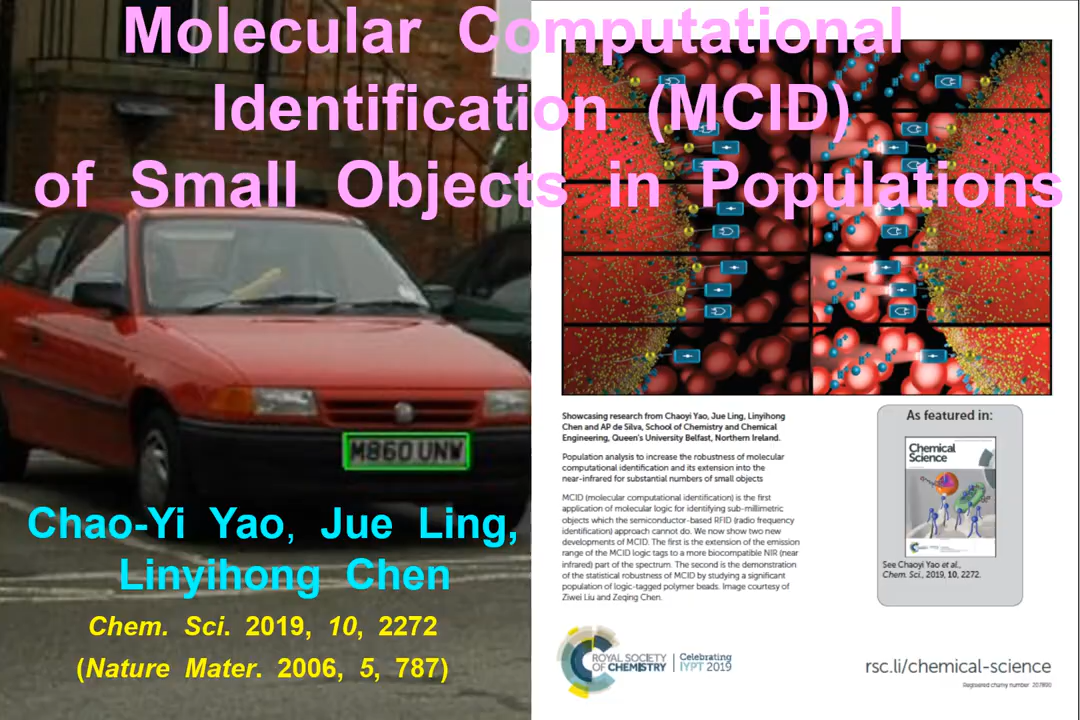 Molecular Computational
Identification (MCID)
of Small Objects in Populations
M860 UNW
Chao-Yi Yao, Jue Ling,
Linyihong Chen
Chem. Sci. 2019, 10, 2272
(Nature Mater. 2006, 5, 787)
Showcasing research from Chaoyi Yao, Jue Ling, Linyihong
Chen and AP de Silva, School of Chemistry and Chemical
Engineering, Queen's University Belfast, Northern Ireland.
Population analysis to increase the robustness of molecular
computational identification and its extension into the
near-infrared for substantial numbers of small objects
MCID (molecular computational identification) is the first
application of molecular logic for identifying sub-millimetric
objects which the semiconductor-based RFID (radio frequency
identification) approach cannot do. We now show two new
developments of MCID. The first is the extension of the emission
range of the MCID logic tags to a more biocompatible NIR (near
infrared) part of the spectrum. The second is the demonstration
of the statistical robustness of MCID by studying a significant
population of logic-tagged polymer beads. Image courtesy of
Ziwei Liu and Zeqing Chen.
As featured in:
Chemical
Science
See Chaoyi Yao et al.,
Chem. Sci., 2019, 10, 2272.
ROYAL SOCIETY
OF CHEMISTRY
Celebrating
IYPT 2019
rsc.li/chemical-science
Registered charity number: 207890